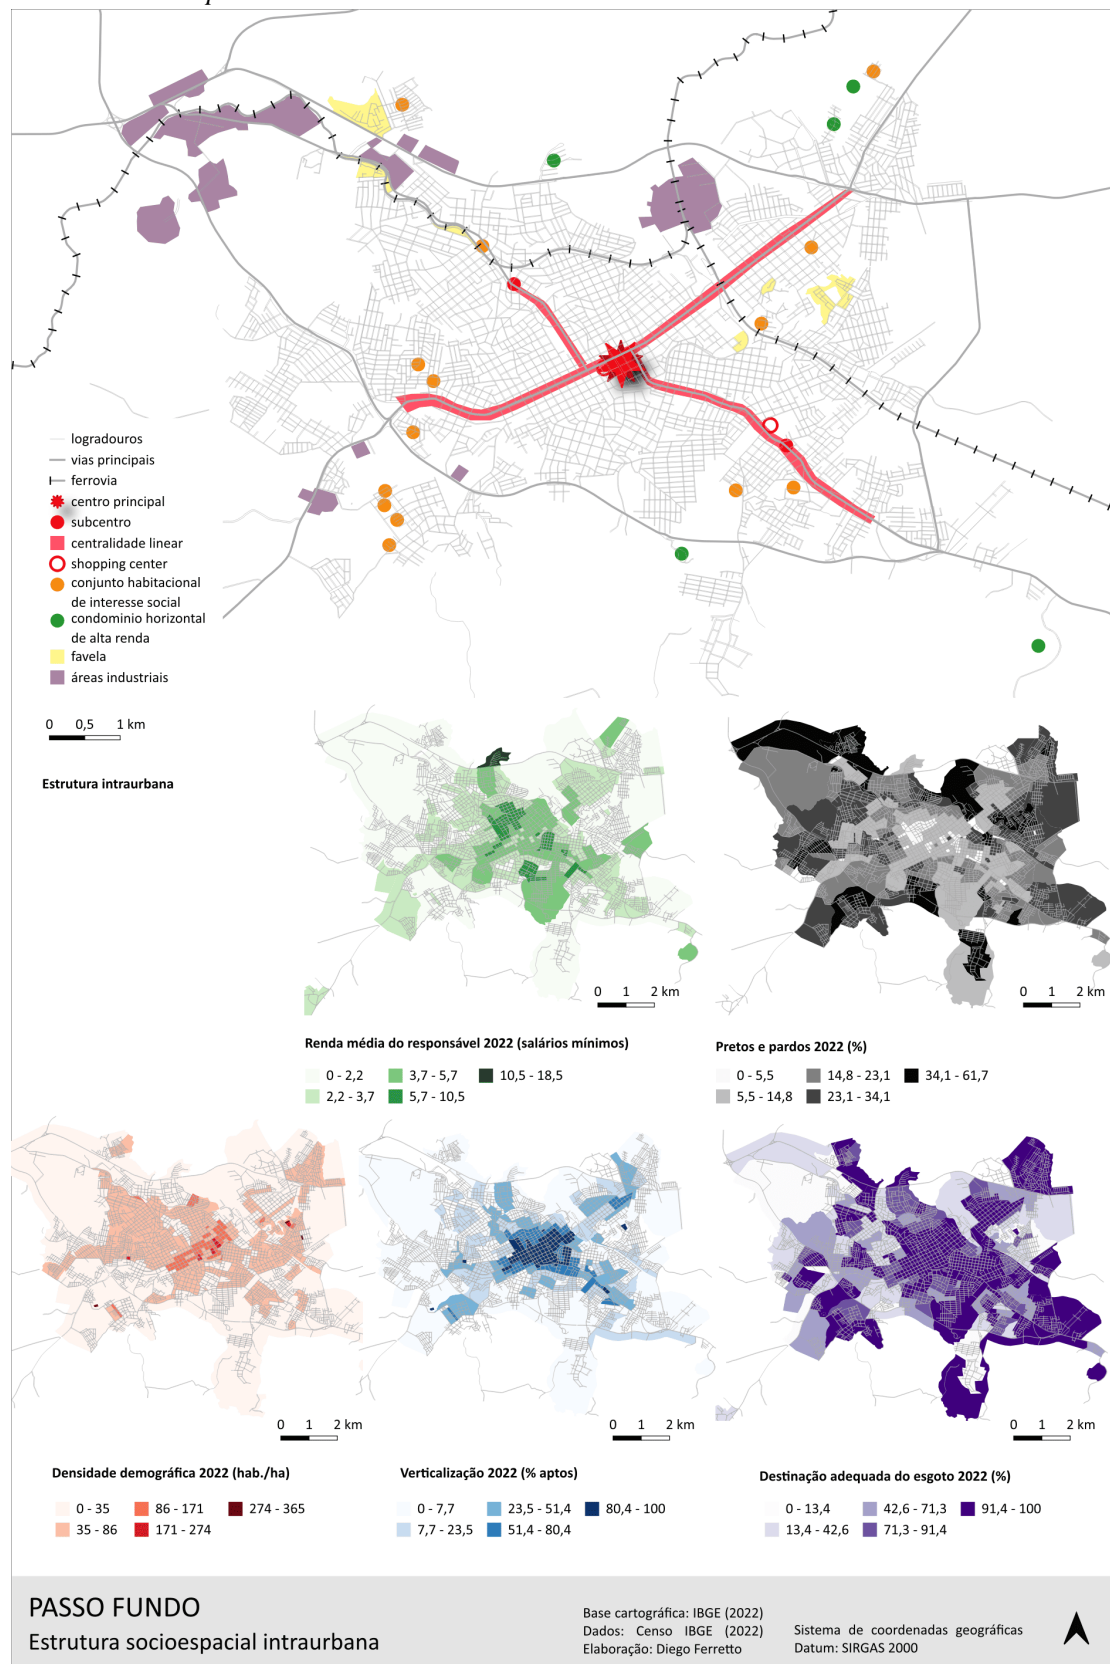 logradouros
vias principais
ferrovia
centro principal
subcentro
centralidade linear
shopping center
conjunto habitacional
de interesse social
condominio horizontal
de alta renda
favela
áreas industriais
0 0,5 1 km
Estrutura intraurbana
0 1 2 km
0 1 2 km
Renda média do responsável 2022 (salários mínimos)
0 - 2,2 3,7 - 5,7 10,5 - 18,5
2,2 - 3,7 5,7 - 10,5
Pretos e pardos 2022 (%)
0 - 5,5 14,8 - 23,1 34,1 - 61,7
5,5 - 14,8 23,1 - 34,1
0 1 2 km
0 1 2 km
0 1 2 km
Densidade demográfica 2022 (hab./ha)
0 - 35 86 - 171 274 - 365
35 - 86 171 - 274
Verticalização 2022 (% aptos)
0 - 7,7 23,5 - 51,4 80,4 - 100
7,7 - 23,5 51,4 - 80,4
Destinação adequada do esgoto 2022 (%)
0 - 13,4 42,6 - 71,3 91,4 - 100
13,4 - 42,6 71,3 - 91,4
PASSO FUNDO
Estrutura socioespacial intraurbana
Base cartográfica: IBGE (2022)
Dados: Censo IBGE (2022)
Elaboração: Diego Ferretto
Sistema de coordenadas geográficas
Datum: SIRGAS 2000